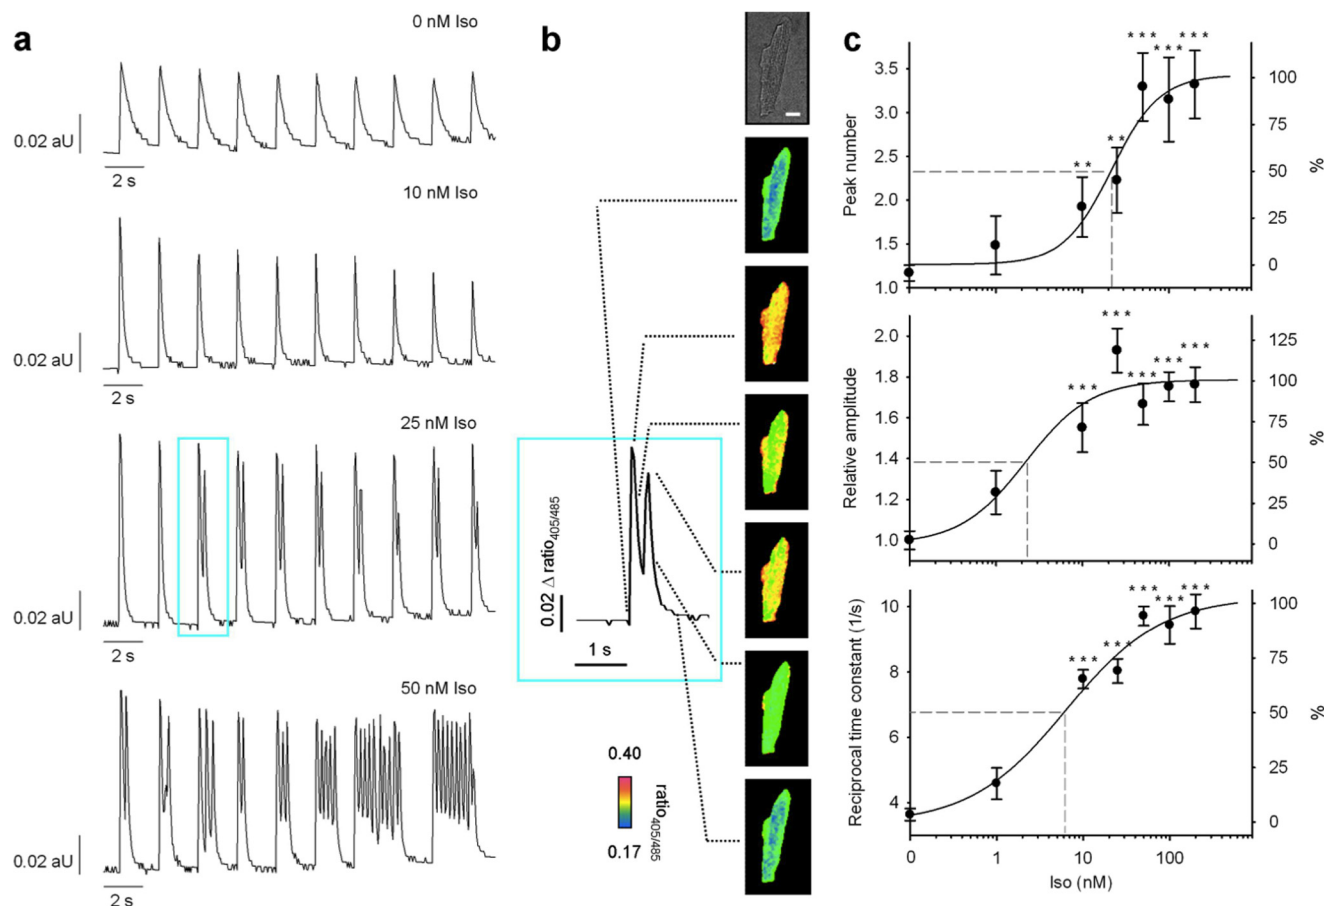 a
0 nM Iso
0.02 aU
2 s
10 nM Iso
0.02 aU
2 s
25 nM Iso
0.02 aU
2 s
50 nM Iso
0.02 aU
2 s
b
0.02 Δ ratio405/485
1 s
0.40
ratio405/485
0.17
c
Peak number
3.5
3.0
2.5
2.0
1.5
1.0
** ** *** *** ***
100
75
50
25
0
%
Relative amplitude
2.0
1.8
1.6
1.4
1.2
1.0
*** *** *** *** ***
125
100
75
50
25
0
%
Reciprocal time constant (1/s)
10
8
6
4
*** *** *** *** ***
100
75
50
25
0
%
0 1 10 100
Iso (nM)